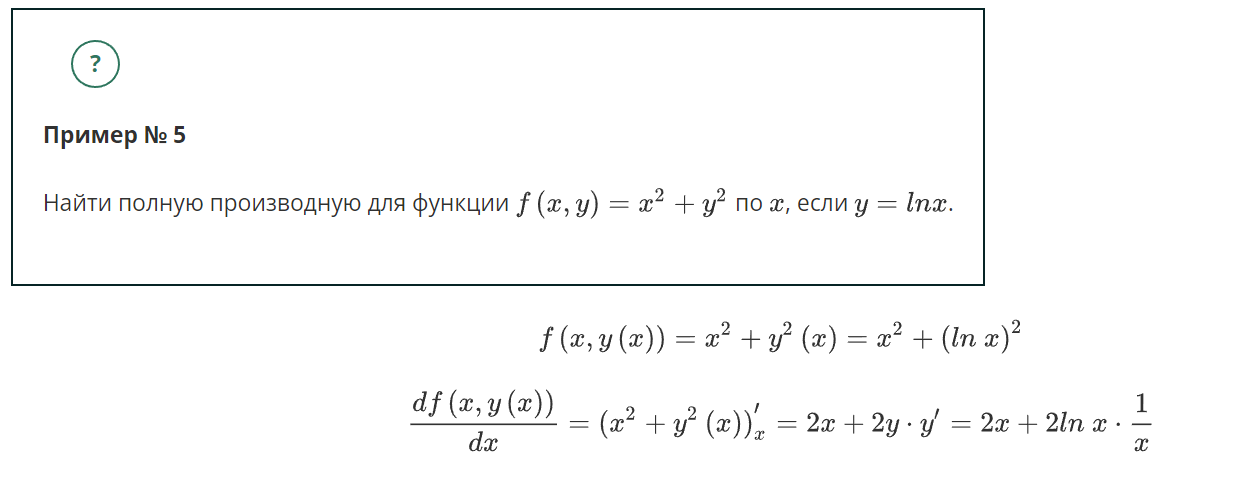 ?
Пример № 5
Найти полную производную для функции f (x, y) = x² + y² по x, если y = lnx.
f (x, y (x)) = x² + y² (x) = x² + (ln x)²
df (x, y (x)) / dx = (x² + y² (x))′ₓ = 2x + 2y · y′ = 2x + 2ln x · 1/x